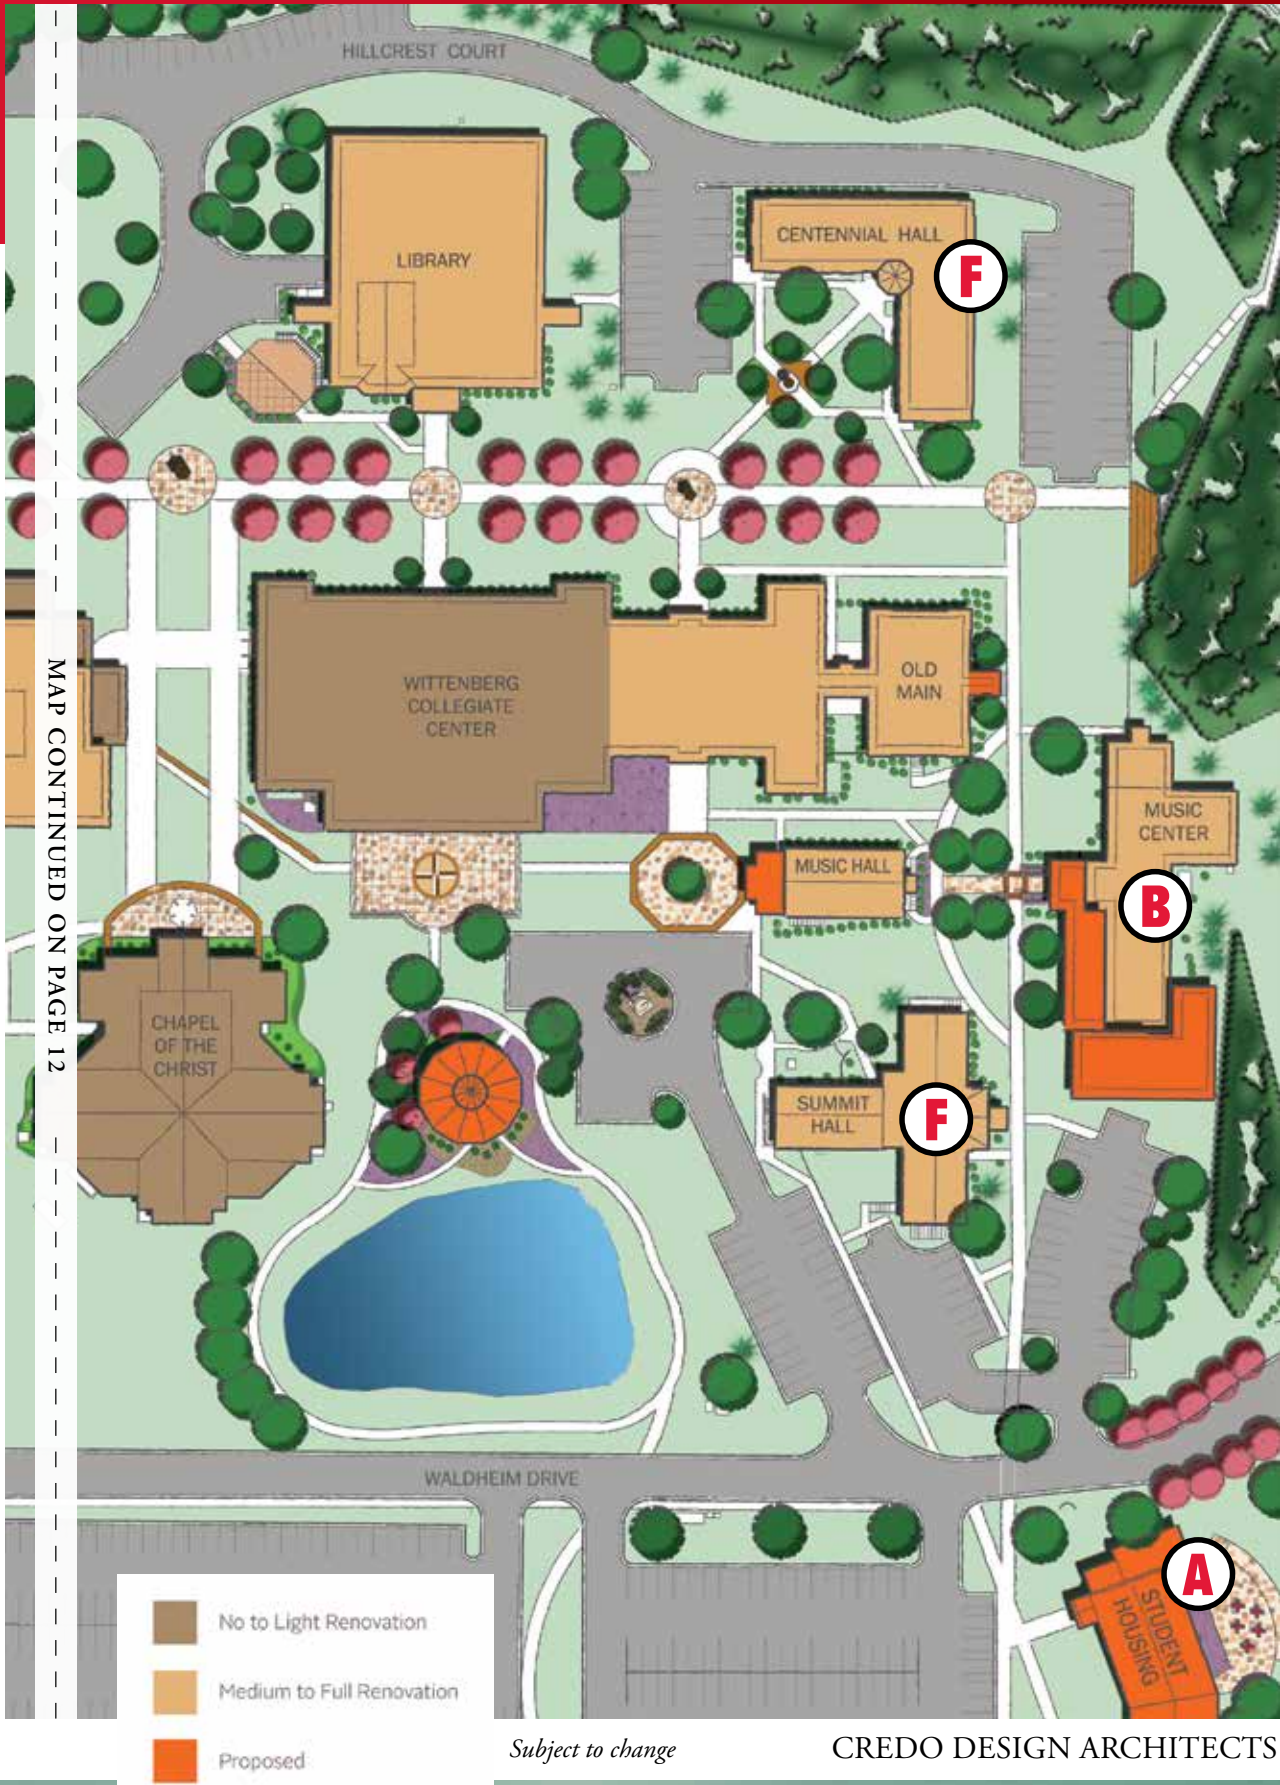 HILLCREST COURT
LIBRARY
CENTENNIAL HALL
F
WITTENBERG
COLLEGIATE
CENTER
OLD
MAIN
MAP CONTINUED ON PAGE 12
MUSIC
CENTER
MUSIC HALL
B
CHAPEL
OF THE
CHRIST
SUMMIT
HALL
F
WALDHEIM DRIVE
A
STUDENT
HOUSING
No to Light Renovation
Medium to Full Renovation
Proposed
Subject to change
CREDO DESIGN ARCHITECTS